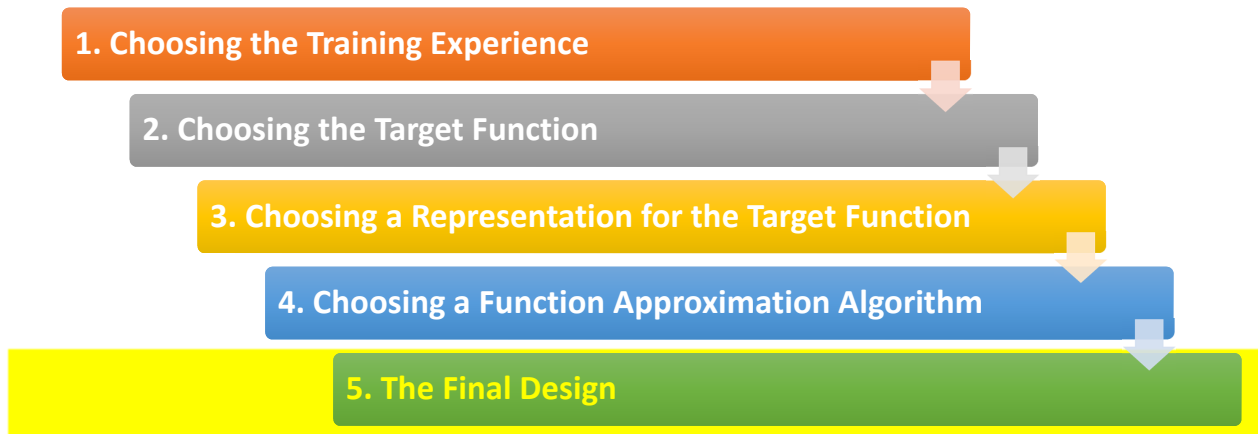 1. Choosing the Training Experience
2. Choosing the Target Function
3. Choosing a Representation for the Target Function
4. Choosing a Function Approximation Algorithm
5. The Final Design